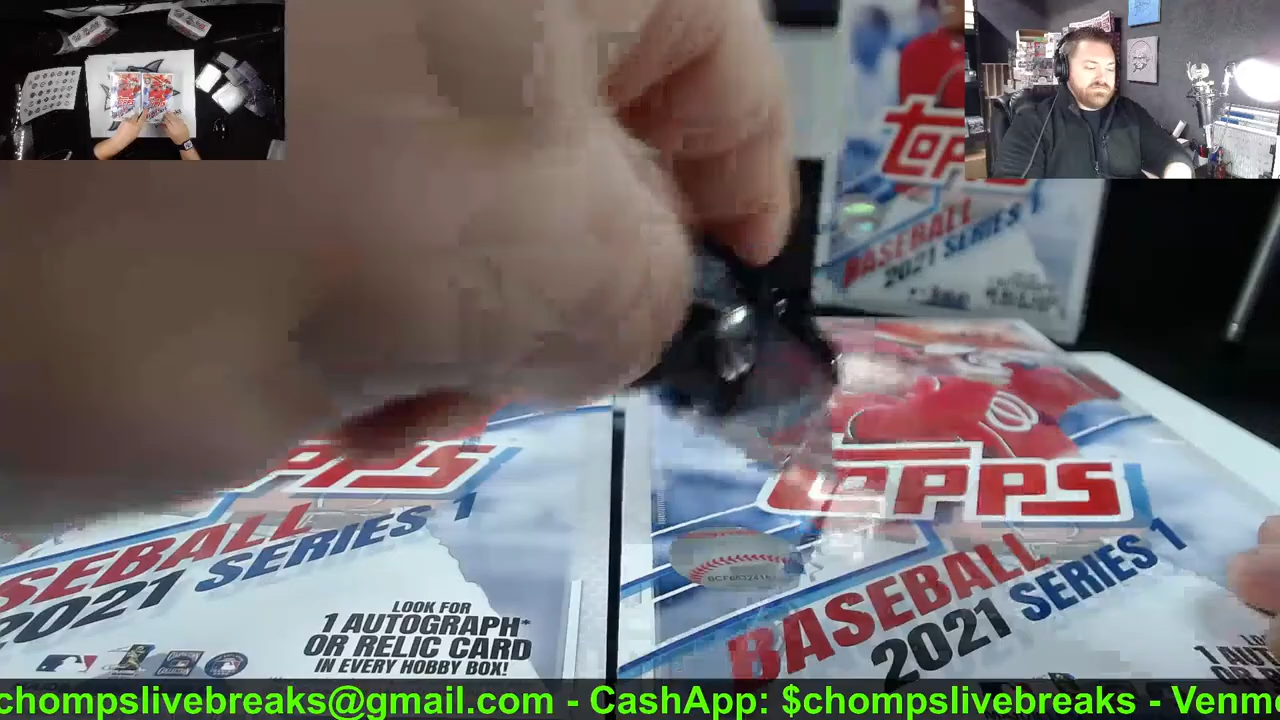 TOPPS
BASEBALL
2021 SERIES 1
TOPPS
BASEBALL
2021 SERIES 1
LOOK FOR
1 AUTOGRAPH*
OR RELIC CARD
IN EVERY HOBBY BOX!
TOPPS
BASEBALL
2021 SERIES 1
chompslivebreaks@gmail.com - CashApp: $chompslivebreaks - Venm